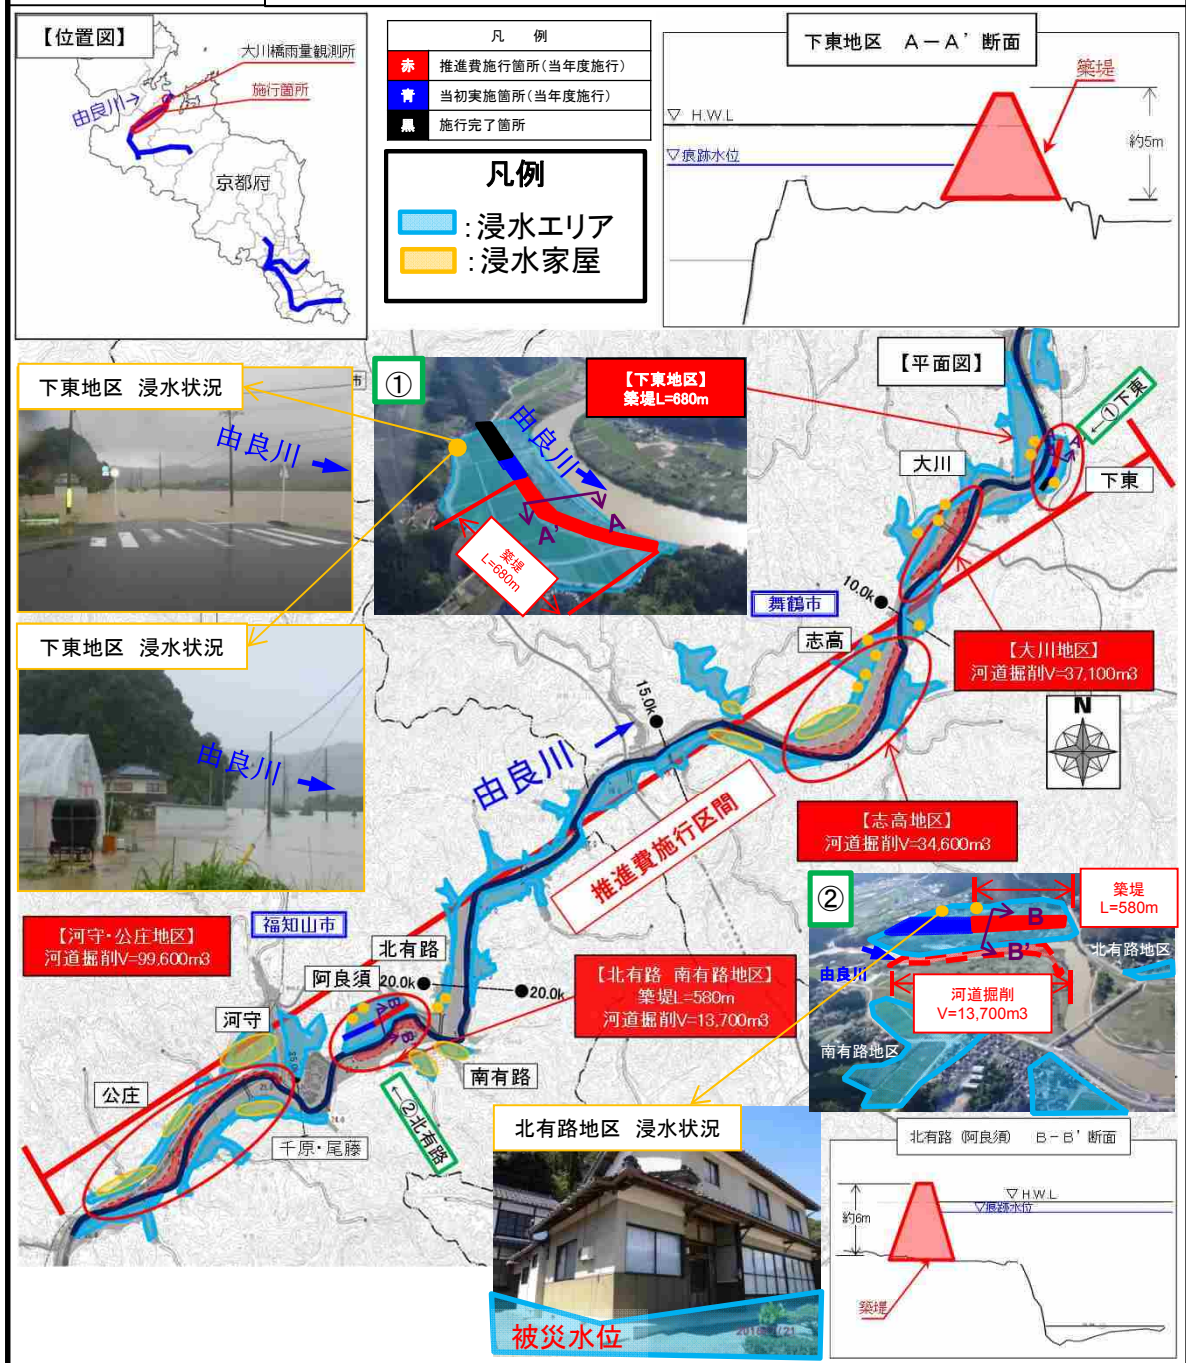 【位置図】
大川橋雨量観測所
施行箇所
由良川→
京都府
凡 例
赤 推進費施行箇所(当年度施行)
青 当初実施箇所(当年度施行)
黒 施行完了箇所
凡例
:浸水エリア
:浸水家屋
下東地区 A-A' 断面
築堤
▽ H.W.L
▽痕跡水位
約5m
下東地区 浸水状況
由良川
①
【下東地区】
築堤L=680m
由良川
A'
A
築堤
L=680m
【平面図】
←①下東
A
大川
下東
下東地区 浸水状況
由良川
舞鶴市
10.0k
志高
【大川地区】
河道掘削V=37,100m3
N
15.0k
由良川
推進費施行区間
【志高地区】
河道掘削V=34,600m3
②
築堤
L=580m
B
B'
北有路地区
由良川
河道掘削
V=13,700m3
南有路地区
【河守・公庄地区】
河道掘削V=99,600m3
福知山市
北有路
阿良須
20.0k
20.0k
【北有路 南有路地区】
築堤L=580m
河道掘削V=13,700m3
河守
B
B'
南有路
公庄
千原・尾藤
←②北有路
北有路地区 浸水状況
被災水位
北有路 (阿良須) B-B' 断面
▽ H.W.L
▽痕跡水位
約6m
築堤